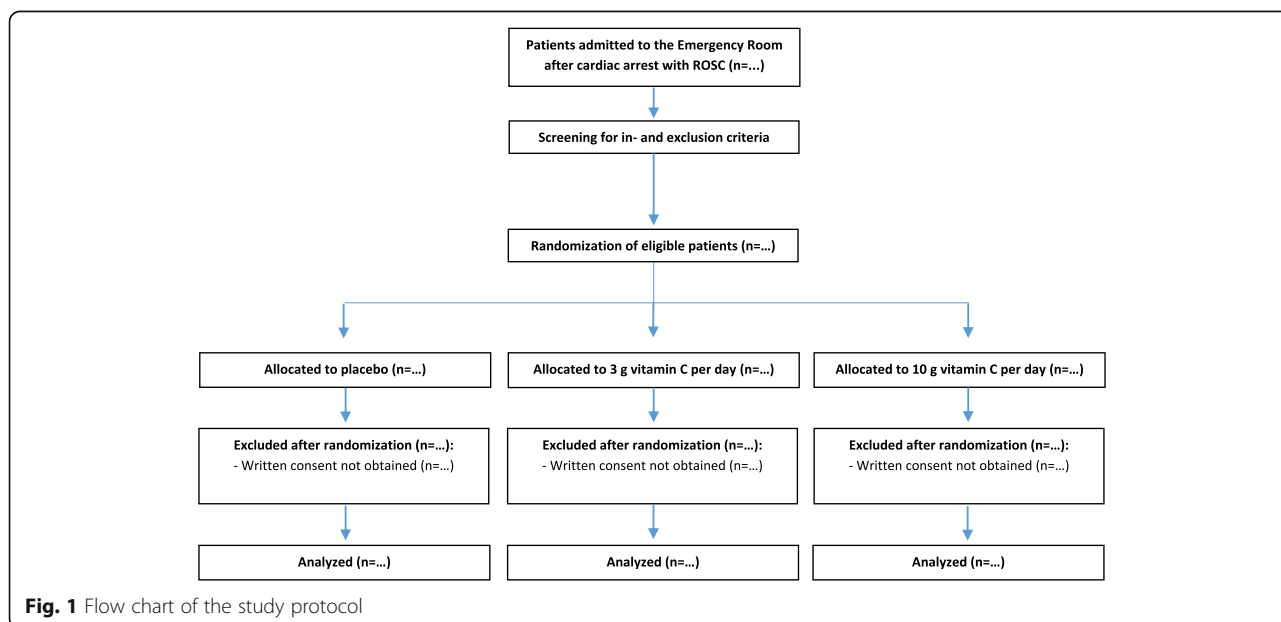 Patients admitted to the Emergency Room
after cardiac arrest with ROSC (n=...)
Screening for in- and exclusion criteria
Randomization of eligible patients (n=…)
Allocated to placebo (n=…)
Allocated to 3 g vitamin C per day (n=…)
Allocated to 10 g vitamin C per day (n=…)
Excluded after randomization (n=…):
- Written consent not obtained (n=…)
Excluded after randomization (n=…):
- Written consent not obtained (n=…)
Excluded after randomization (n=…):
- Written consent not obtained (n=…)
Analyzed (n=…)
Analyzed (n=…)
Analyzed (n=…)
Fig. 1 Flow chart of the study protocol